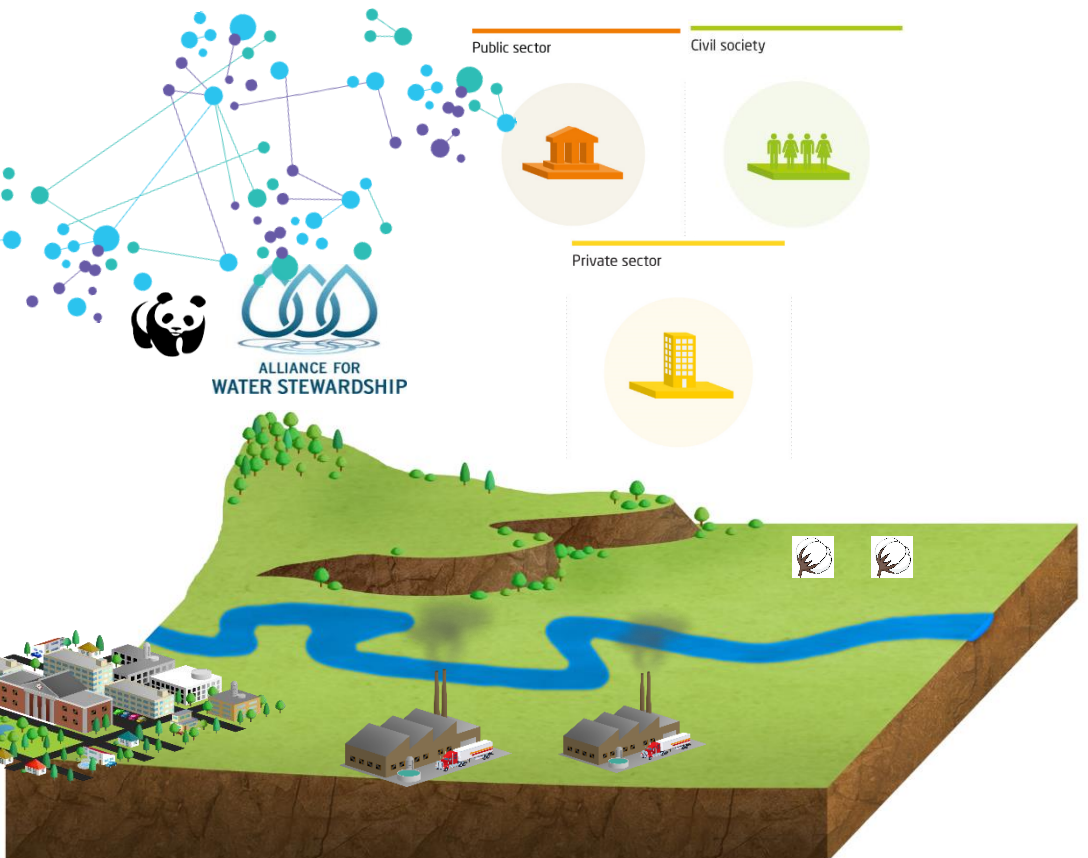 Public sector
Civil society
Private sector
ALLIANCE FOR
WATER STEWARDSHIP